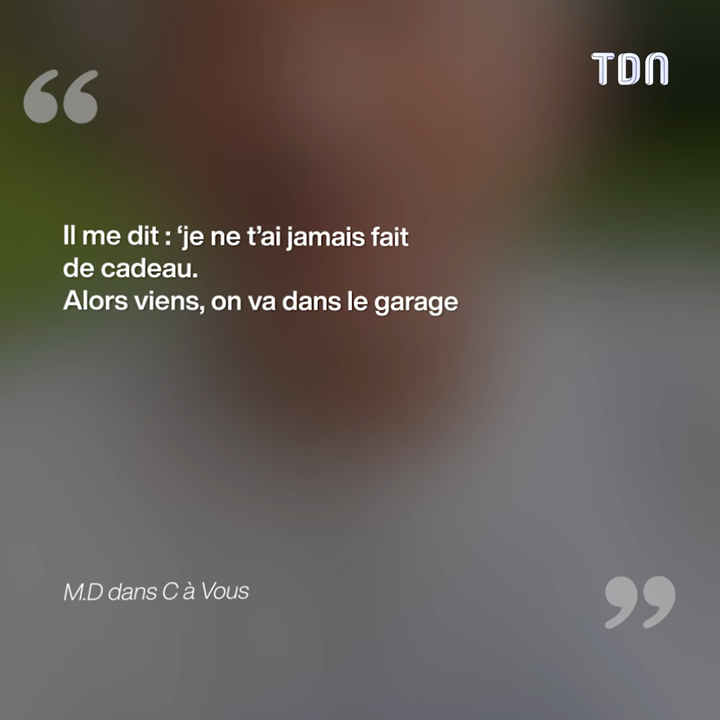 TDN
“
Il me dit : ‘je ne t’ai jamais fait
de cadeau.
Alors viens, on va dans le garage
M.D dans C à Vous
”